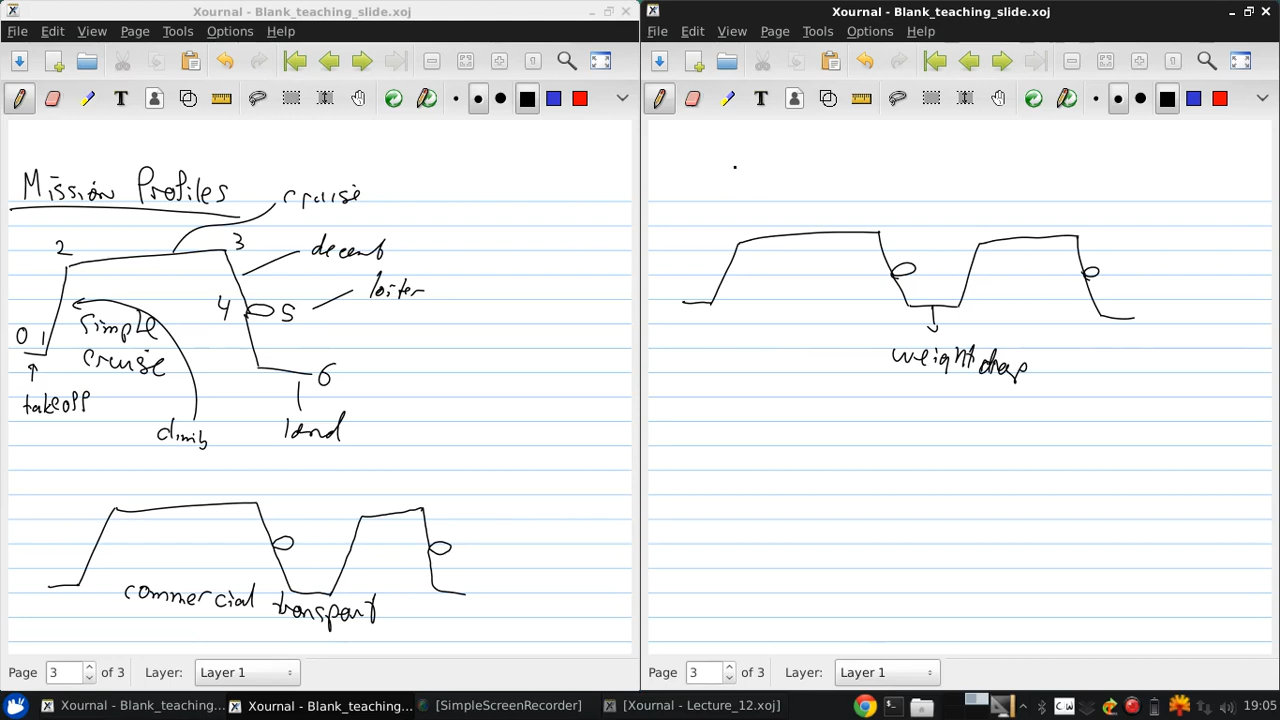 Xournal - Blank_teaching_slide.xoj
File Edit View Page Tools Options Help
Mission Profiles
cruise
2
3
decent
loiter
4
5
simple
cruise
0
1
6
takeoff
climb
land
commercial transport
Page 3 of 3 Layer: Layer 1
Xournal - Blank_teaching_slide.xoj
File Edit View Page Tools Options Help
weight drop
Page 3 of 3 Layer: Layer 1
Xournal - Blank_teaching... Xournal - Blank_teaching... [SimpleScreenRecorder] [Xournal - Lecture_12.xoj] 19:05